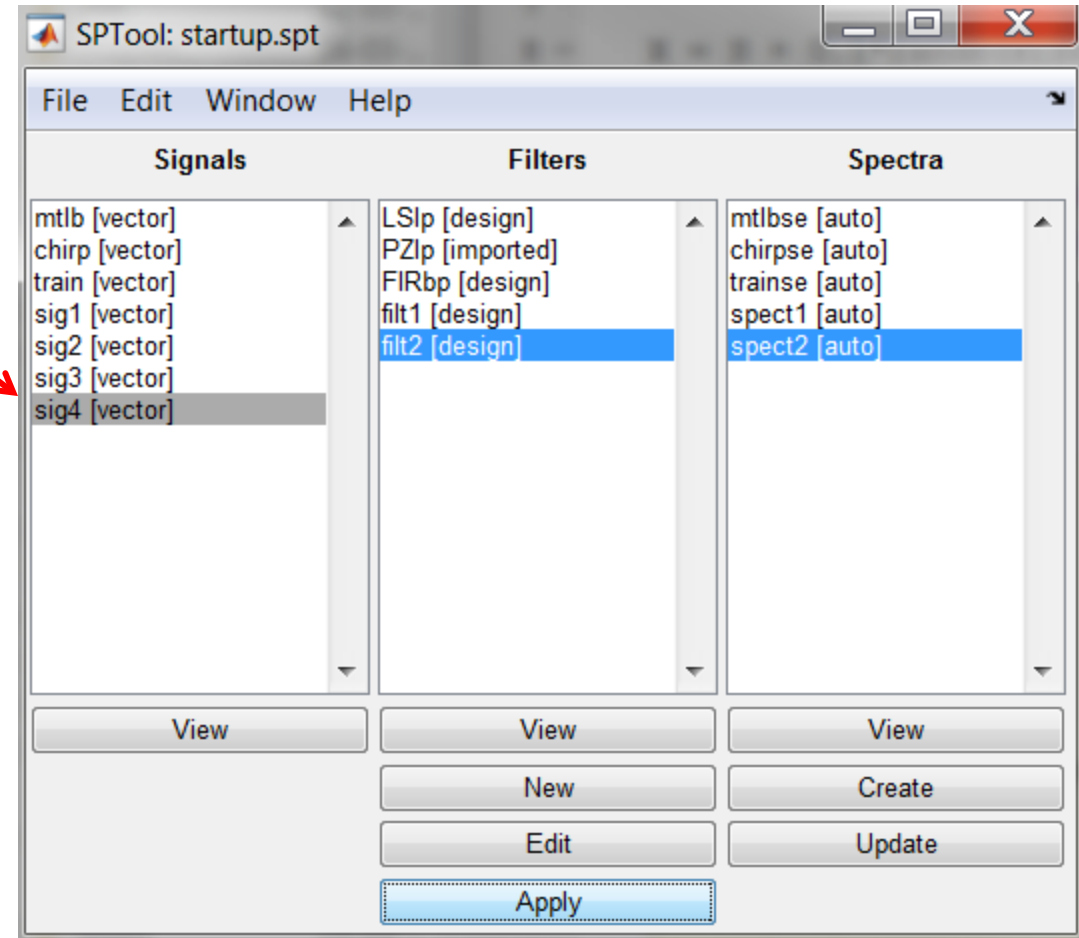 SPTool: startup.spt
File Edit Window Help
Signals
Filters
Spectra
mtlb [vector]
chirp [vector]
train [vector]
sig1 [vector]
sig2 [vector]
sig3 [vector]
sig4 [vector]
LSlp [design]
PZlp [imported]
FIRbp [design]
filt1 [design]
filt2 [design]
mtlbse [auto]
chirpse [auto]
trainse [auto]
spect1 [auto]
spect2 [auto]
View
View
View
New
Create
Edit
Update
Apply